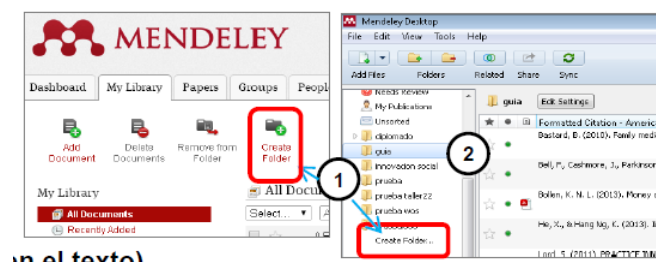 MENDELEY
Dashboard My Library Papers Groups Peopl
Add Document
Delete Documents
Remove from Folder
Create Folder
My Library
All Docu
Select...
All Documents
Recently Added
1
Mendeley Desktop
File Edit View Tools Help
Add Files Folders Related Share Sync
Needs Review
My Publications
Unsorted
diplomado
guia
innovacion social
prueba
prueba taller22
prueba wos
Create Folder...
2
guia Edit Settings
Formatted Citation - Americ
Bastard, B. (2010). Family medi
Bell, F., Cashmore, J., Parkinson
Bollen, K. N. L. (2013). Money o
He, X., & Hang Ng, K. (2013). I
Lord, S. (2011). PRACTICE INN
n el texto)